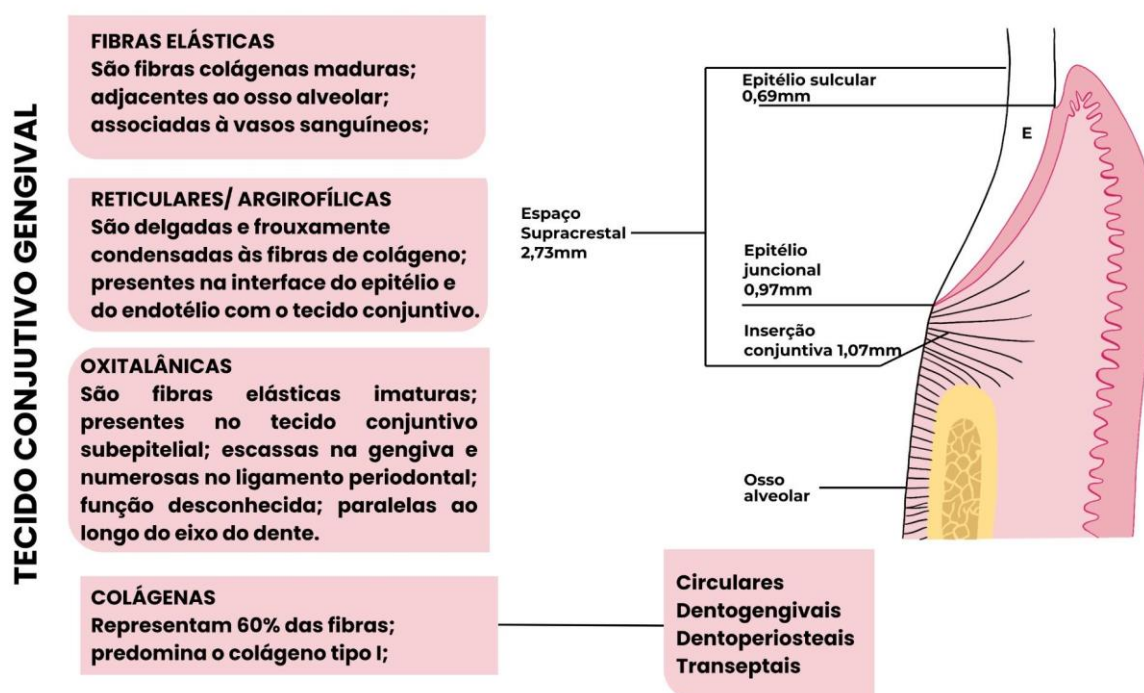 TECIDO CONJUTIVO GENGIVAL
FIBRAS ELÁSTICAS
São fibras colágenas maduras;
adjacentes ao osso alveolar;
associadas à vasos sanguíneos;
RETICULARES/ ARGIROFÍLICAS
São delgadas e frouxamente
condensadas às fibras de colágeno;
presentes na interface do epitélio e
do endotélio com o tecido conjuntivo.
OXITALÂNICAS
São fibras elásticas imaturas;
presentes no tecido conjuntivo
subepitelial; escassas na gengiva e
numerosas no ligamento periodontal;
função desconhecida; paralelas ao
longo do eixo do dente.
COLÁGENAS
Representam 60% das fibras;
predomina o colágeno tipo I;
Circulares
Dentogengivais
Dentoperiosteais
Transeptais
Espaço
Supracrestal
2,73mm
Epitélio sulcular
0,69mm
E
Epitélio
juncional
0,97mm
Inserção
conjuntiva 1,07mm
Osso
alveolar